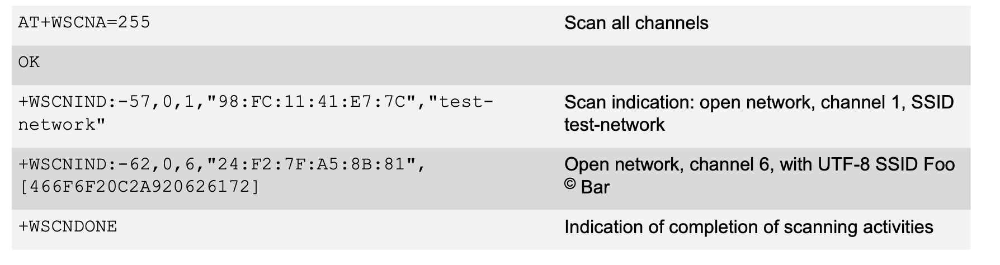 AT+WSCNA=255 Scan all channels
OK
+WSCNIND:-57,0,1,"98:FC:11:41:E7:7C","test- Scan indication: open network, channel 1, SSID
network" test-network
+WSCNIND:-62,0,6,"24:F2:7F:A5:8B:81", Open network, channel 6, with UTF-8 SSID Foo
[466F6F20C2A920626172] © Bar
+WSCNDONE Indication of completion of scanning activities